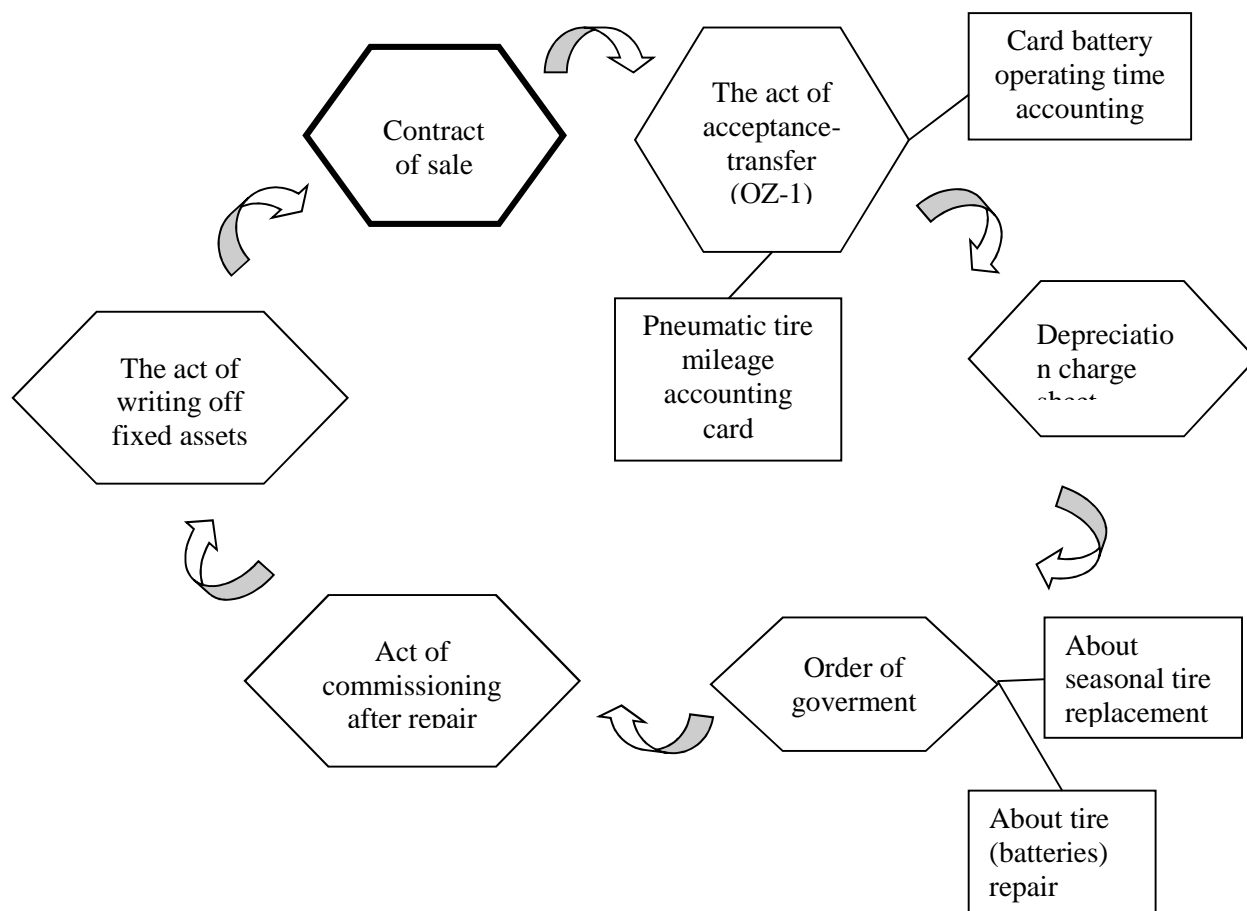 Contract
of sale
The act of
acceptance-
transfer
(OZ-1)
Card battery
operating time
accounting
Pneumatic tire
mileage
accounting
card
Depreciatio
n charge
sheet
Order of
goverment
About
seasonal tire
replacement
About tire
(batteries)
repair
Act of
commissioning
after repair
The act of
writing off
fixed assets